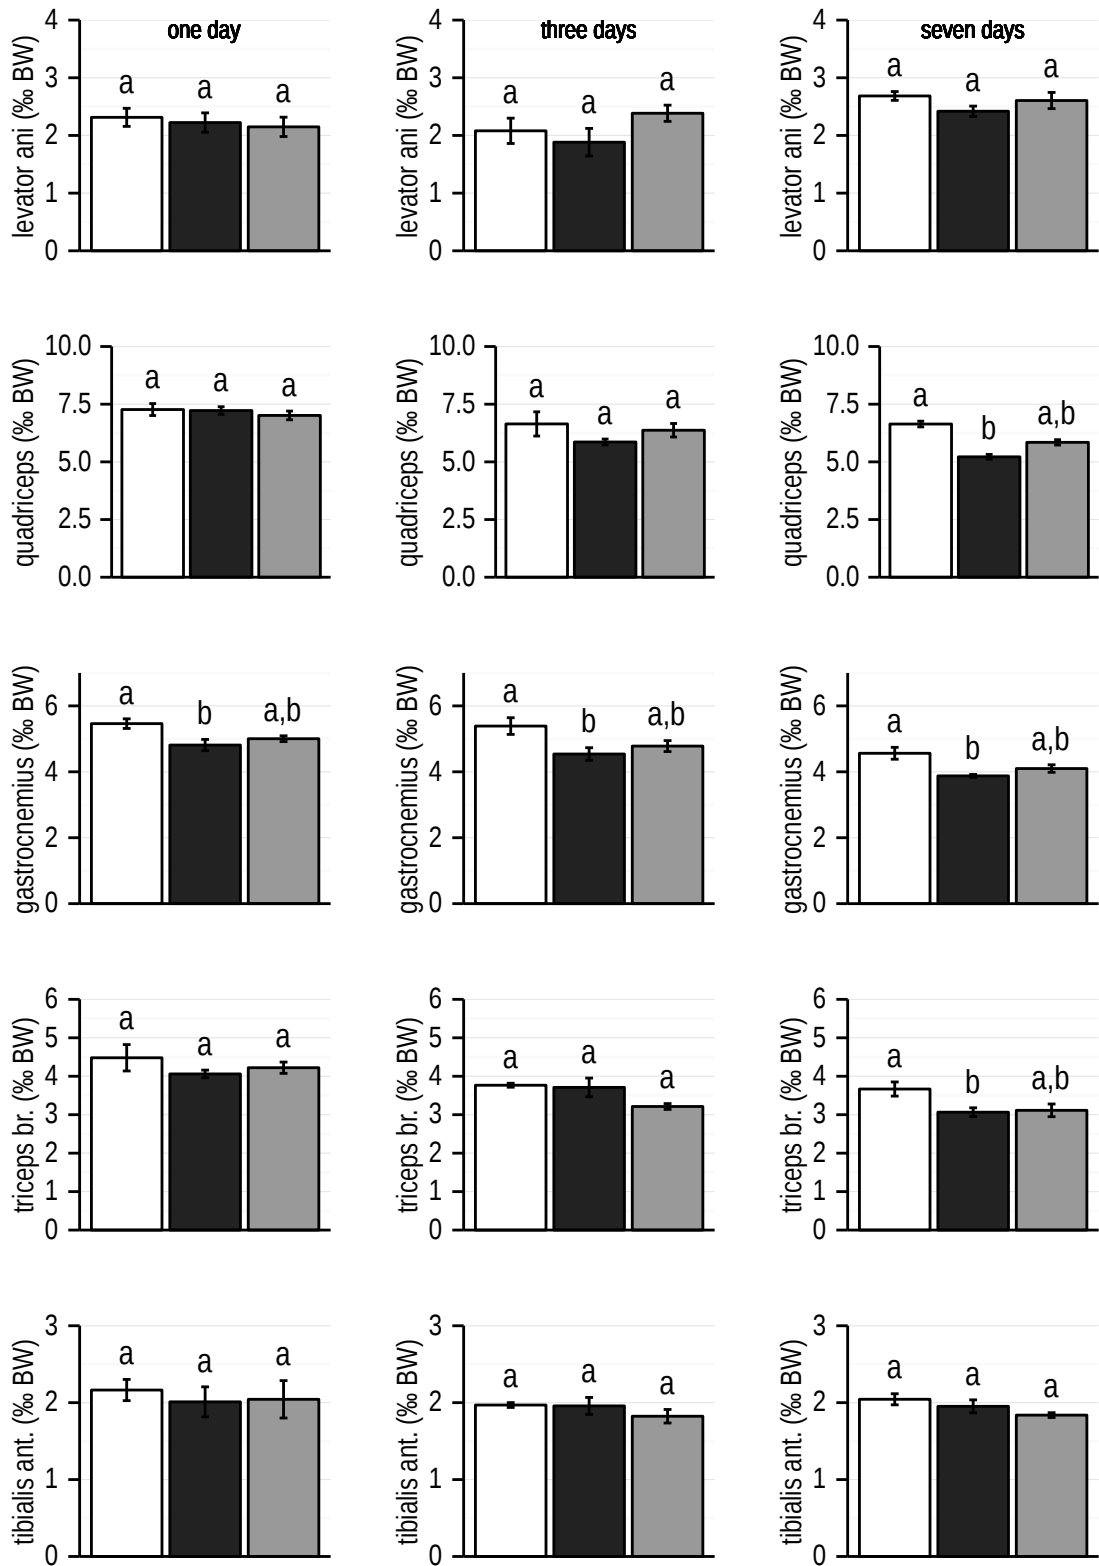 one day
three days
seven days
levator ani (‰ BW)
4
3
2
1
0
a a a
levator ani (‰ BW)
4
3
2
1
0
a a a
levator ani (‰ BW)
4
3
2
1
0
a a a
quadriceps (‰ BW)
10.0
7.5
5.0
2.5
0.0
a a a
quadriceps (‰ BW)
10.0
7.5
5.0
2.5
0.0
a a a
quadriceps (‰ BW)
10.0
7.5
5.0
2.5
0.0
a b a,b
gastrocnemius (‰ BW)
6
4
2
0
a b a,b
gastrocnemius (‰ BW)
6
4
2
0
a b a,b
gastrocnemius (‰ BW)
6
4
2
0
a b a,b
triceps br. (‰ BW)
6
5
4
3
2
1
0
a a a
triceps br. (‰ BW)
6
5
4
3
2
1
0
a a a
triceps br. (‰ BW)
6
5
4
3
2
1
0
a b a,b
tibialis ant. (‰ BW)
3
2
1
0
a a a
tibialis ant. (‰ BW)
3
2
1
0
a a a
tibialis ant. (‰ BW)
3
2
1
0
a a a